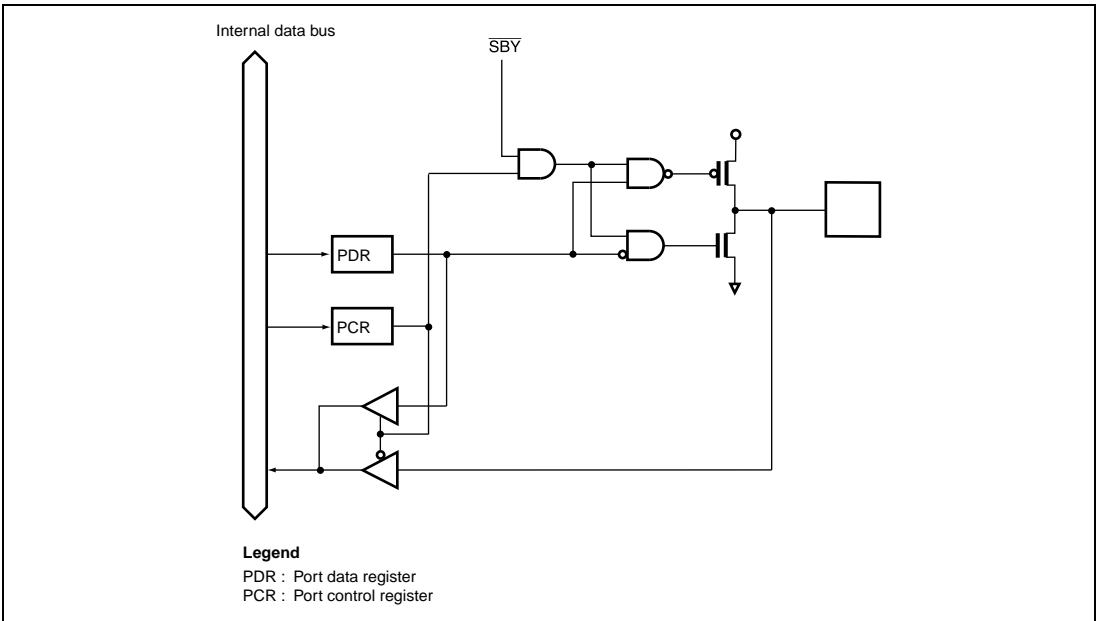 Internal data bus
SBY
PDR
PCR
Legend
PDR : Port data register
PCR : Port control register